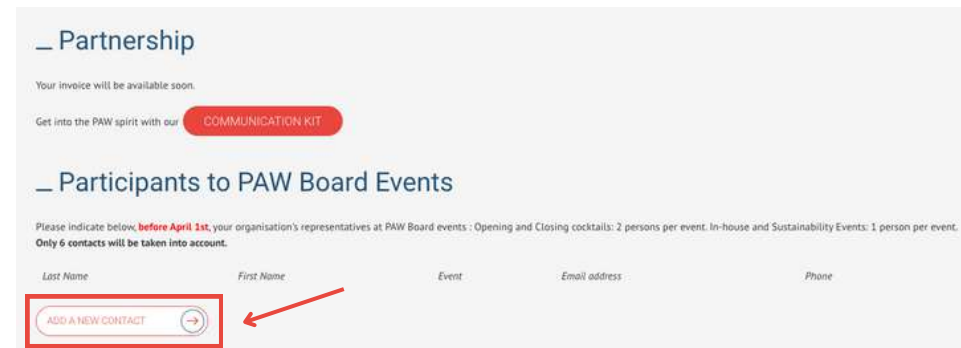 _ Partnership
Your invoice will be available soon.
Get into the PAW spirit with our COMMUNICATION KIT
_ Participants to PAW Board Events
Please indicate below, before April 1st, your organisation's representatives at PAW Board events : Opening and Closing cocktails: 2 persons per event. In-house and Sustainability Events: 1 person per event.
Only 6 contacts will be taken into account.
Last Name First Name Event Email address Phone
ADD A NEW CONTACT